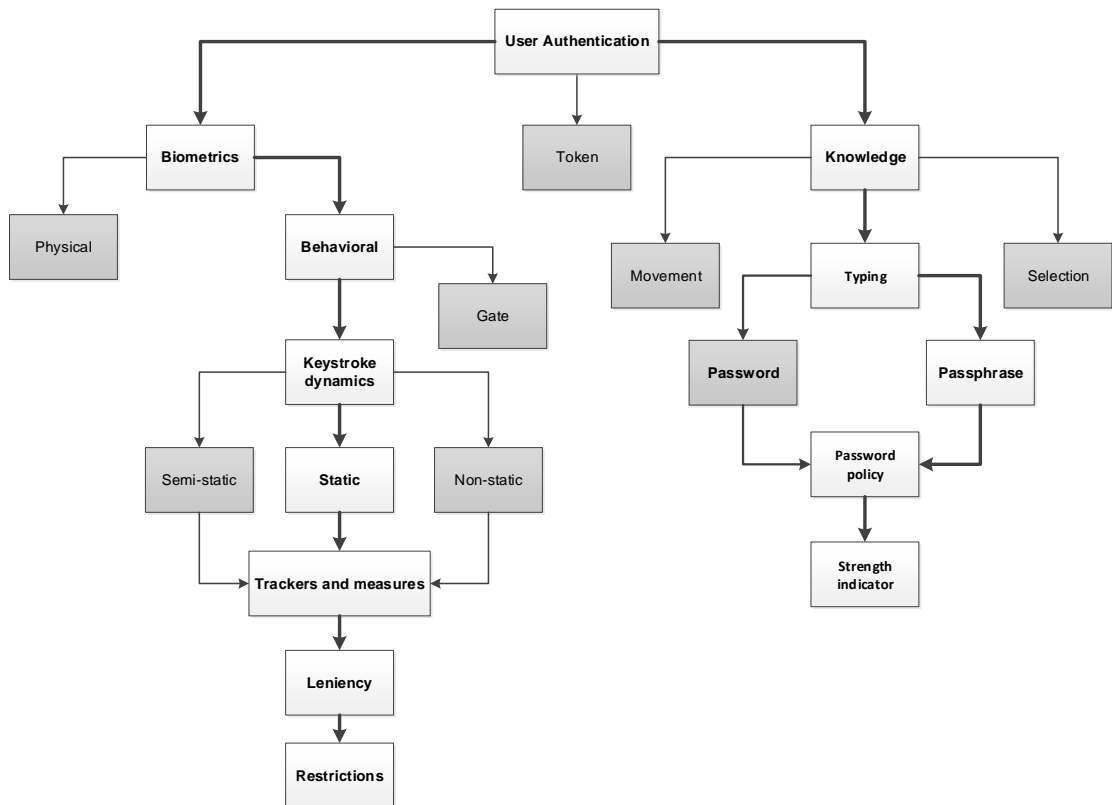 User Authentication
Biometrics
Token
Knowledge
Physical
Behavioral
Movement
Typing
Selection
Gate
Keystroke
dynamics
Password
Passphrase
Semi-static
Static
Non-static
Password
policy
Trackers and measures
Strength
indicator
Leniency
Restrictions